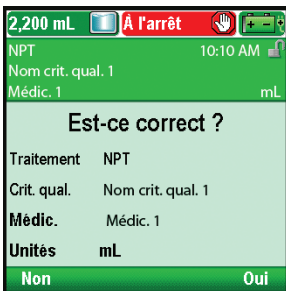 2,200 mL À l'arrêt
NPT 10:10 AM
Nom crit. qual. 1
Médic. 1 mL
Est-ce correct ?
Traitement NPT
Crit. qual. Nom crit. qual. 1
Médic. Médic. 1
Unités mL
Non Oui